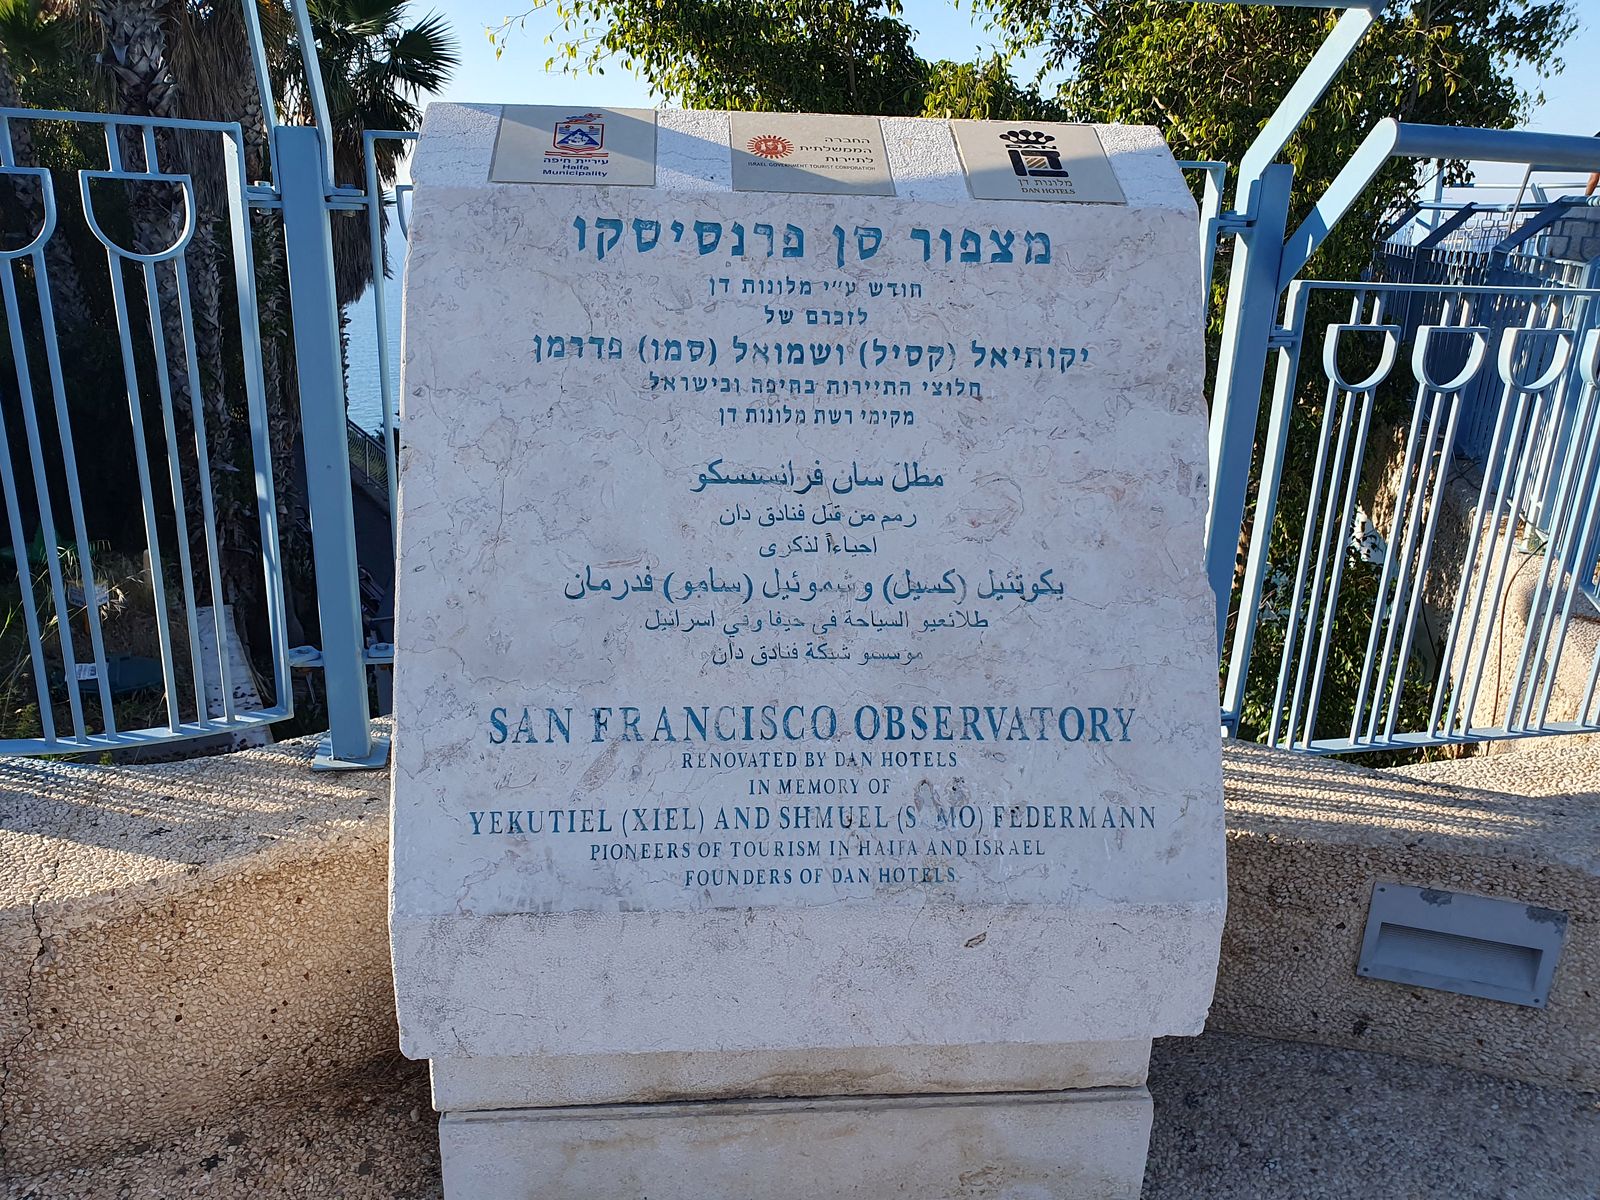 עיריית חיפה
Haifa
Municipality
החברה
הממשלתית
לתיירות
ISRAEL GOVERNMENT TOURIST CORPORATION
DAN
מלונות דן
DAN HOTELS
מצפור סן פרנסיסקו
חודש ע״י מלונות דן
לזכרם של
יקותיאל (קסיל) ושמואל (סמו) פדרמן
חלוצי התיירות בחיפה ובישראל
מקימי רשת מלונות דן
مطل سان فرانسيسكو
رمم من قبل فنادق دان
احياءاً لذكرى
يكوتئيل (كسيل) وشموئيل (سامو) فدرمان
طلائعيو السياحة في حيفا وفي اسرائيل
موسسو شبكة فنادق دان
SAN FRANCISCO OBSERVATORY
RENOVATED BY DAN HOTELS
IN MEMORY OF
YEKUTIEL (XIEL) AND SHMUEL (S MO) FEDERMANN
PIONEERS OF TOURISM IN HAIFA AND ISRAEL
FOUNDERS OF DAN HOTELS